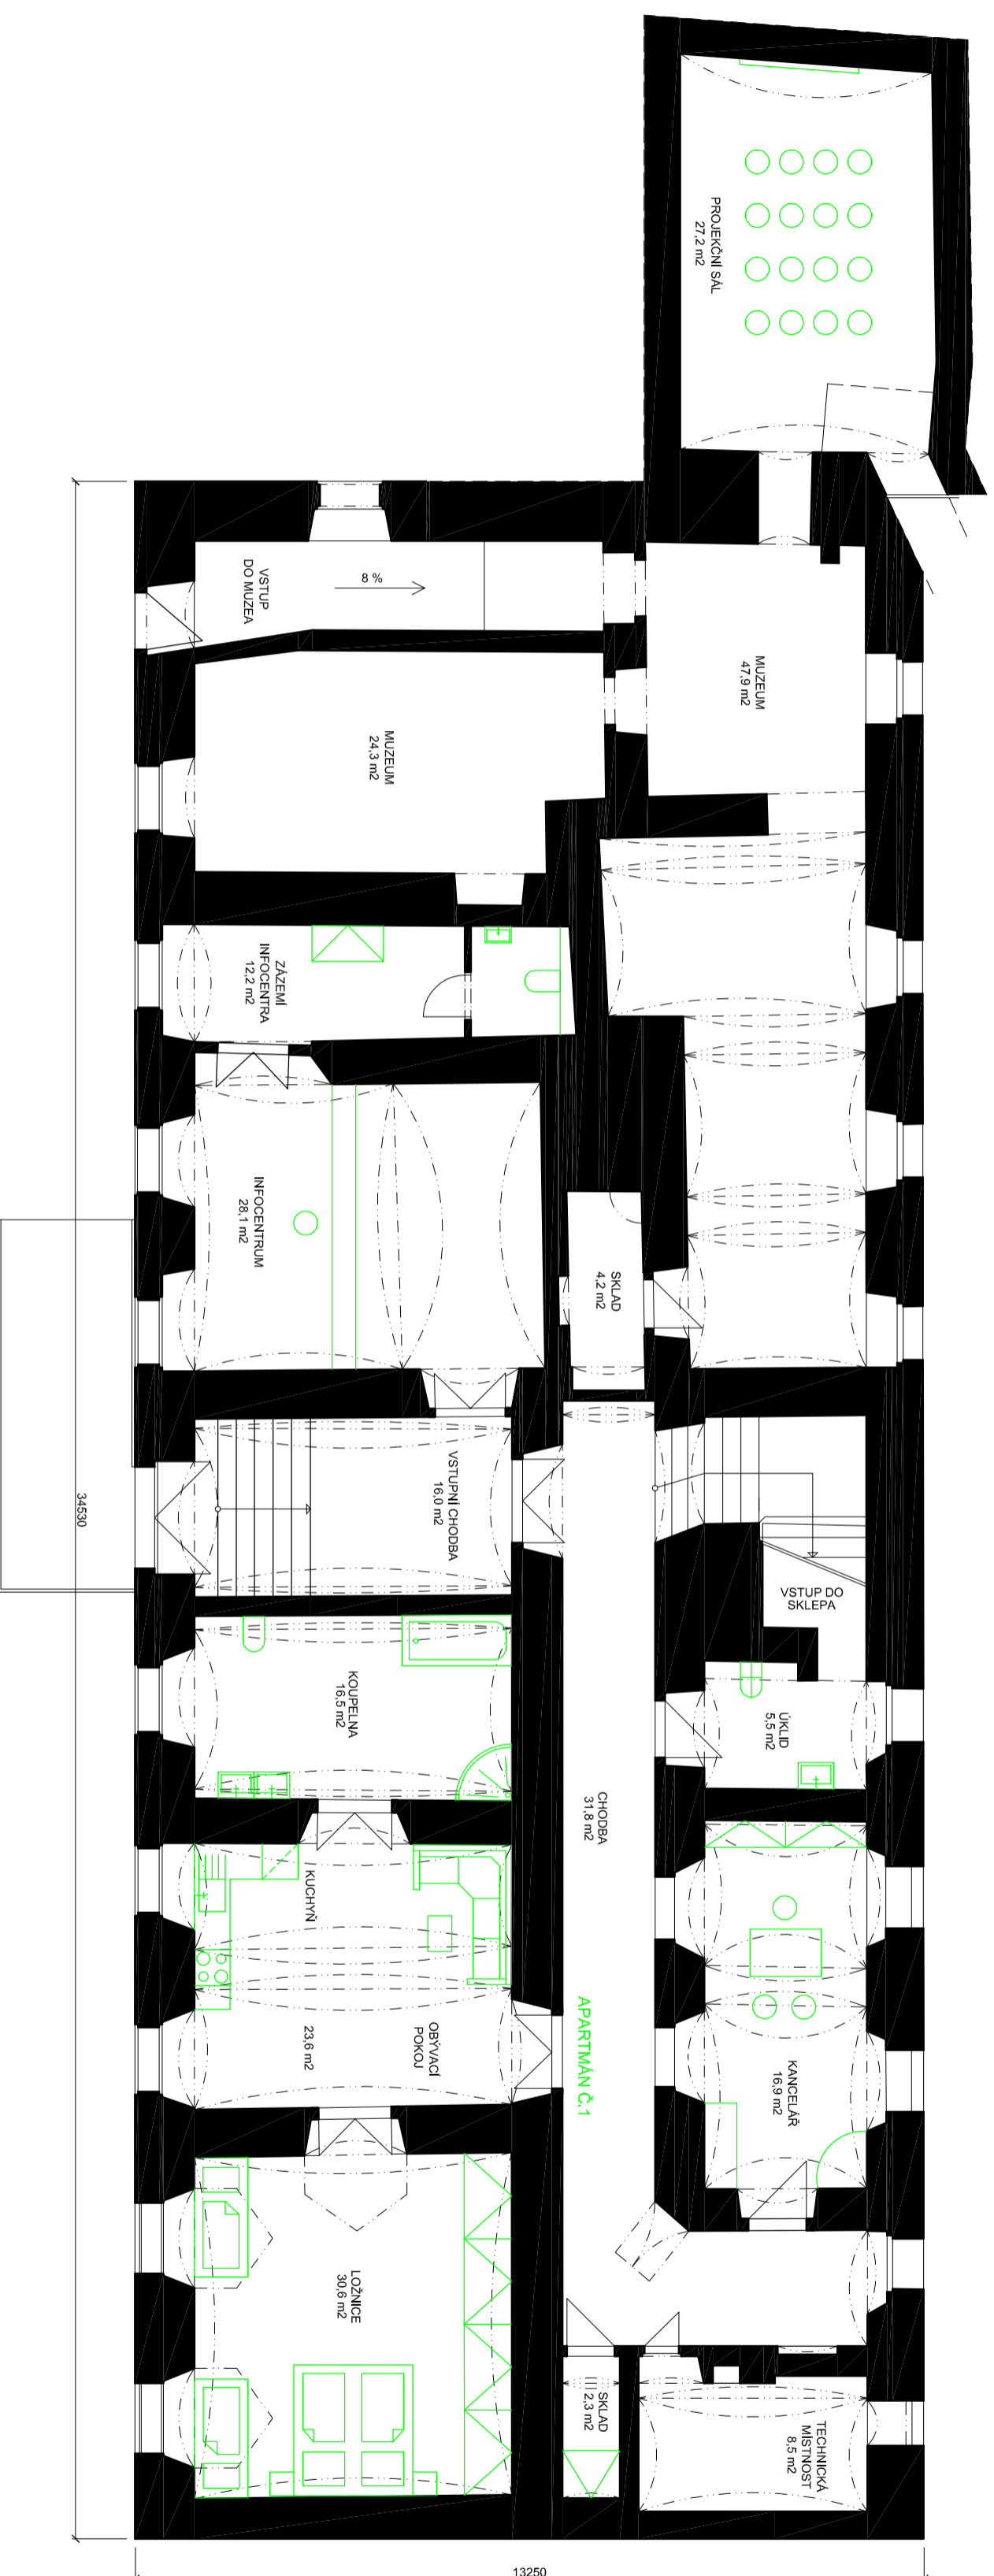 PROJEKČNÍ SÁL
27,2 m2
VSTUP
DO MUZEA
8 %
MUZEUM
47,9 m2
MUZEUM
24,3 m2
ZÁZEMÍ
INFOCENTRA
12,2 m2
INFOCENTRUM
28,1 m2
SKLAD
4,2 m2
VSTUPNÍ CHODBA
16,0 m2
34530
VSTUP DO
SKLEPA
KOUPELNA
16,5 m2
ÚKLID
5,5 m2
CHODBA
31,8 m2
KUCHYŇ
OBÝVACÍ
POKOJ
23,6 m2
APARTMÁN Č.1
KANCELÁŘ
16,9 m2
LOŽNICE
30,6 m2
SKLAD
2,3 m2
TECHNICKÁ
MÍSTNOST
8,5 m2
13250